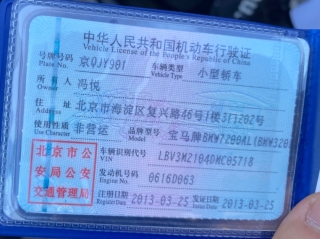 中华人民共和国机动车行驶证
Vehicle License of the People's Republic of China
号牌号码 京QJY901 车辆类型 小型轿车
Plate No. Vehicle Type
所有人 冯悦
Owner
住址 北京市海淀区复兴路46号1楼3门1202号
Address
使用性质 非营运 品牌型号 宝马牌BMW7200AL(BMW320
Use Character Model
北京市公安局公安交通管理局
车辆识别代号 LBV3M2104DMC05718
VIN
发动机号码 0616D063
Engine No.
注册日期 2013-03-25 发证日期 2013-03-25
Register Date Issue Date